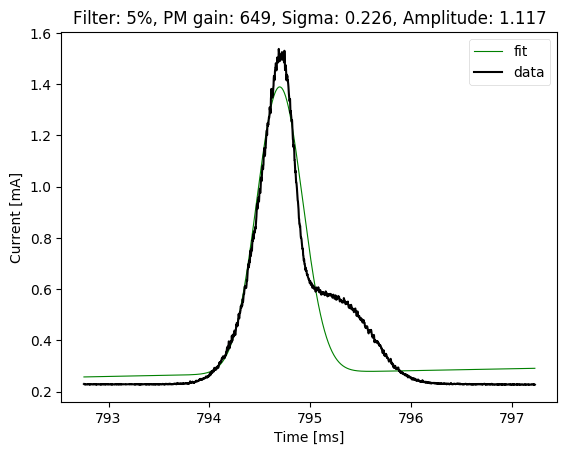 Filter: 5%, PM gain: 649, Sigma: 0.226, Amplitude: 1.117
fit
data
1.6
1.4
1.2
1.0
0.8
0.6
0.4
0.2
Current [mA]
793
794
795
796
797
Time [ms]